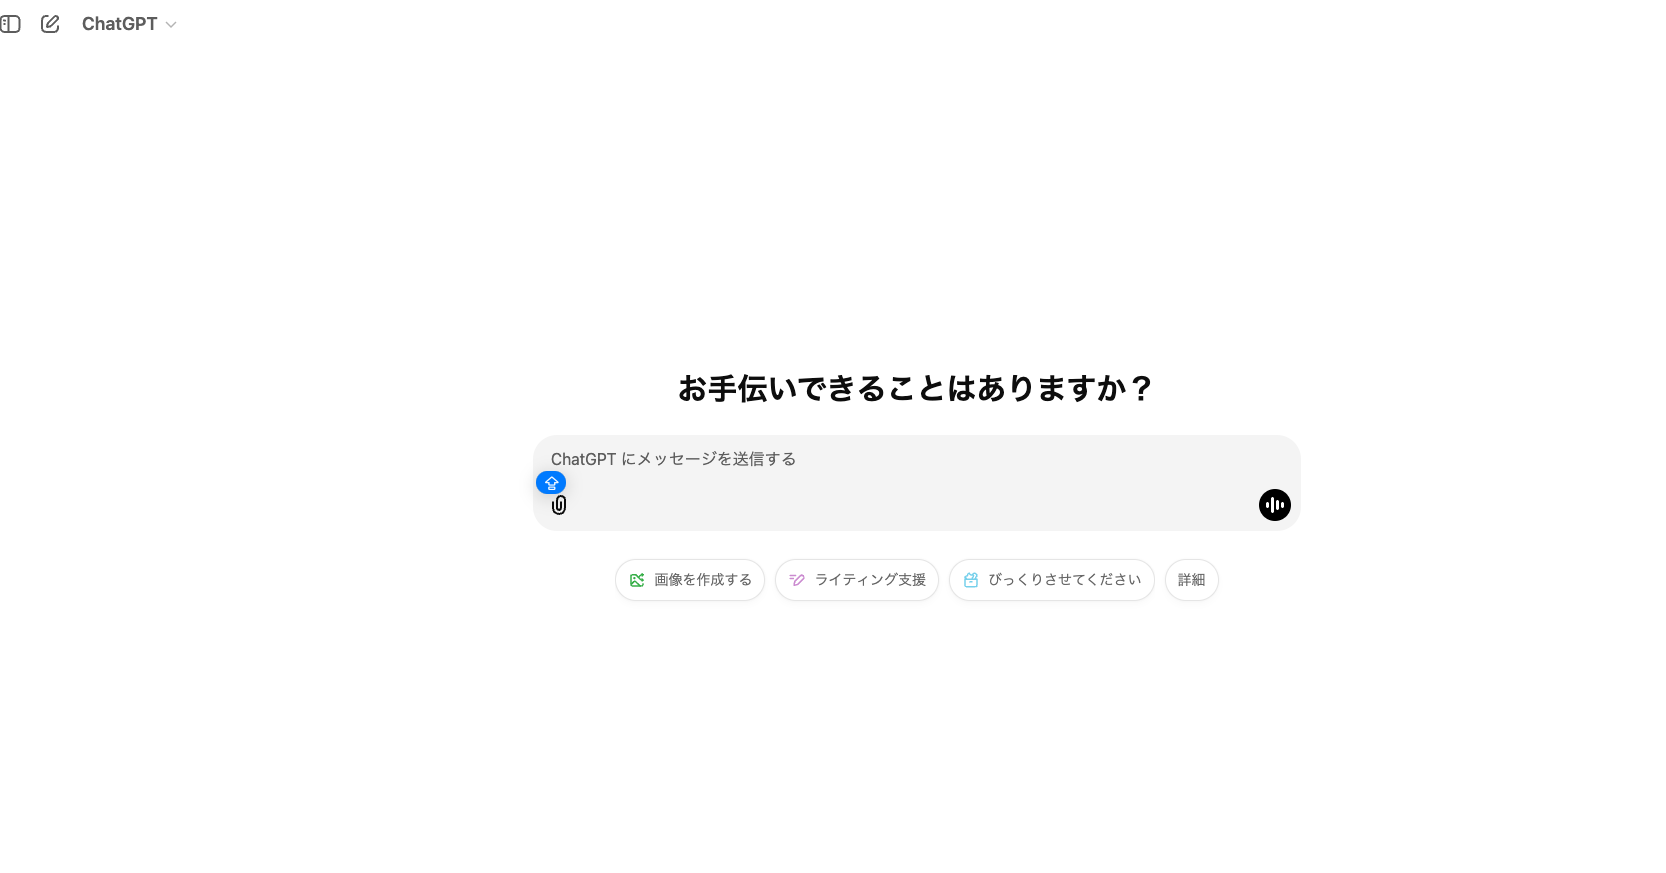 ChatGPT
お手伝いできることはありますか？
ChatGPT にメッセージを送信する
画像を作成する
ライティング支援
びっくりさせてください
詳細